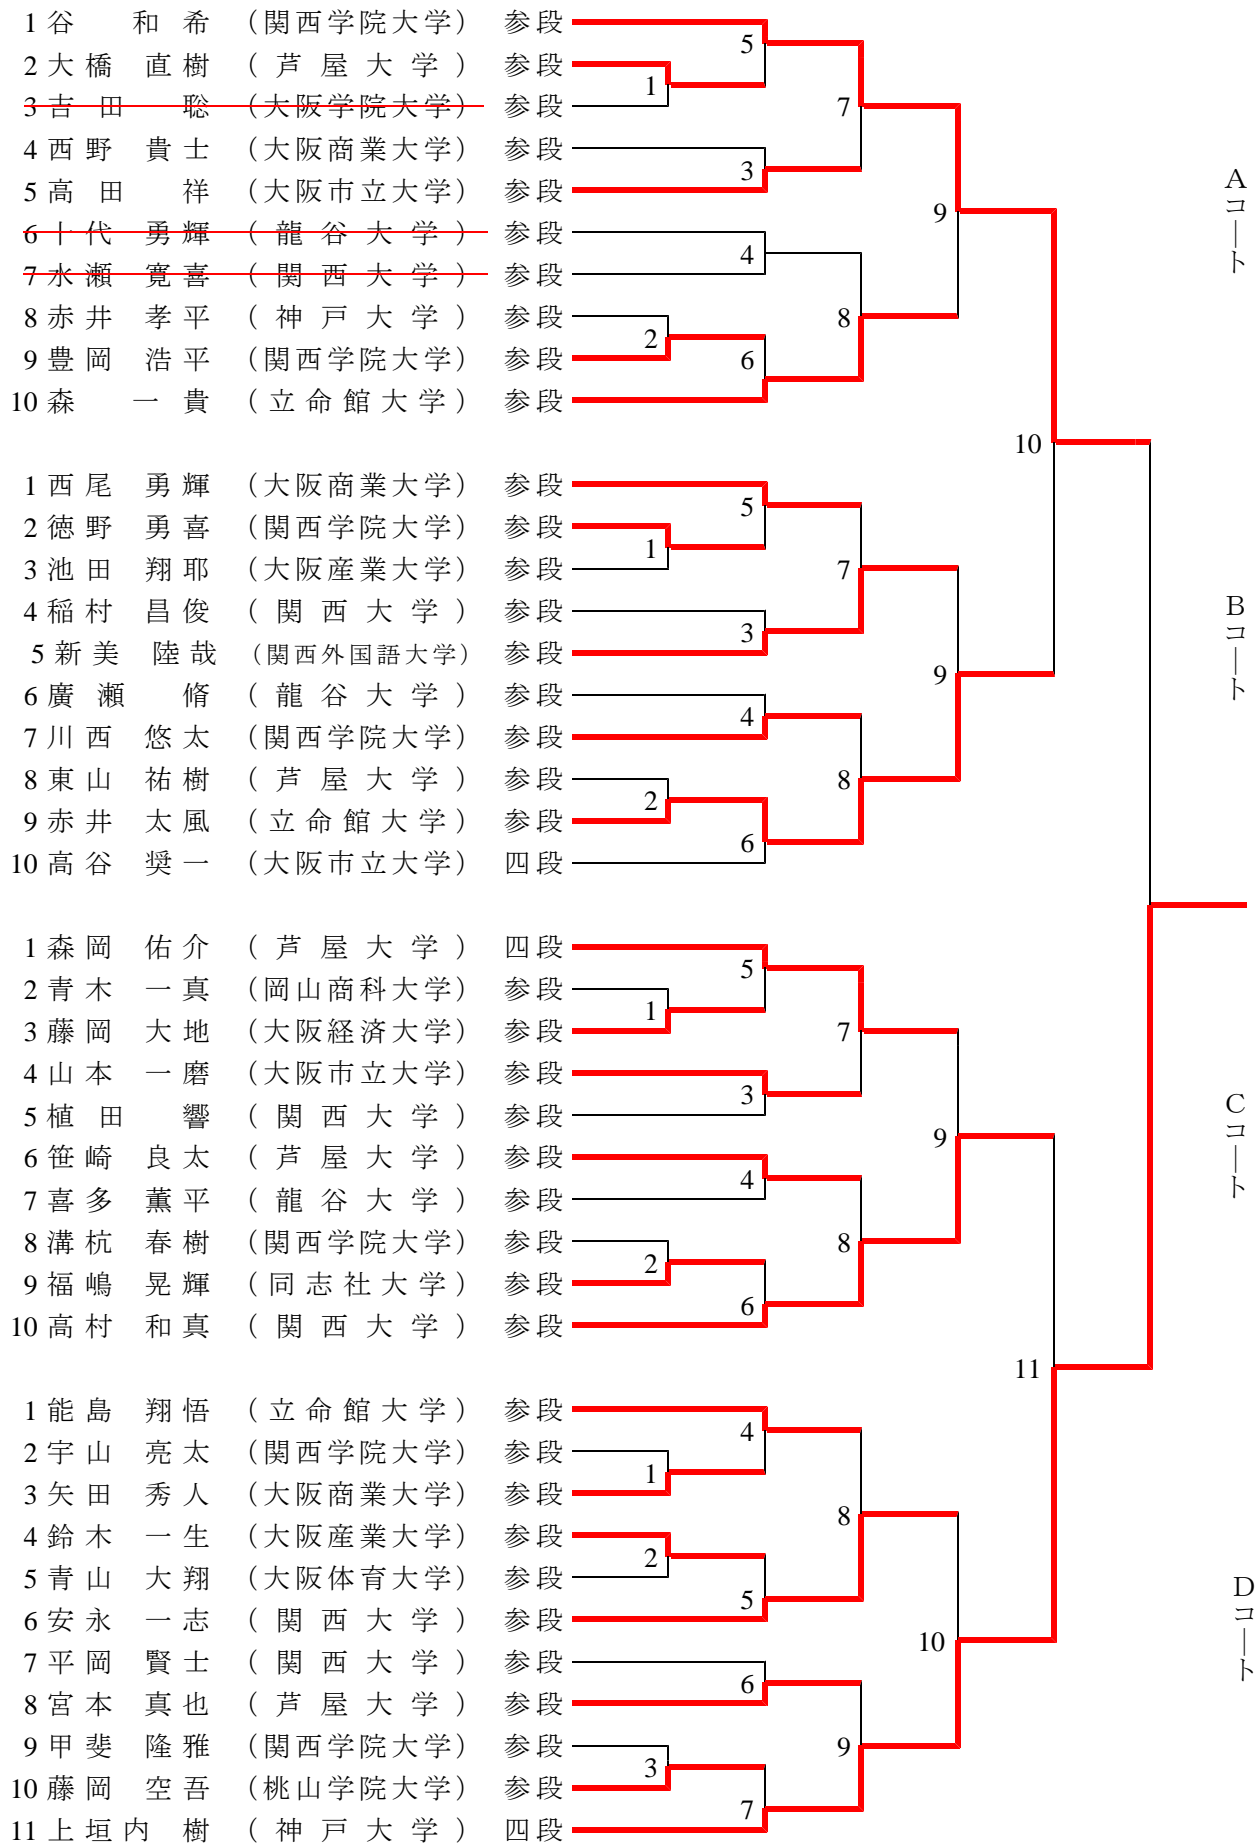 1 谷 和希 （関西学院大学） 参段
2 大橋 直樹 （芦屋大学） 参段
3 吉田 聡 （大阪学院大学） 参段
4 西野 貴士 （大阪商業大学） 参段
5 高田 祥 （大阪市立大学） 参段
6 十代 勇輝 （龍谷大学） 参段
7 水瀬 寛喜 （関西大学） 参段
8 赤井 孝平 （神戸大学） 参段
9 豊岡 浩平 （関西学院大学） 参段
10 森 一貴 （立命館大学） 参段
5
1
7
3
9
4
8
2
6
Aコート
10
1 西尾 勇輝 （大阪商業大学） 参段
2 徳野 勇喜 （関西学院大学） 参段
3 池田 翔耶 （大阪産業大学） 参段
4 稲村 昌俊 （関西大学） 参段
5 新美 陸哉 （関西外国語大学） 参段
6 廣瀬 脩 （龍谷大学） 参段
7 川西 悠太 （関西学院大学） 参段
8 東山 祐樹 （芦屋大学） 参段
9 赤井 太風 （立命館大学） 参段
10 高谷 奨一 （大阪市立大学） 四段
5
1
7
3
9
4
8
2
6
Bコート
1 森岡 佑介 （芦屋大学） 四段
2 青木 一真 （岡山商科大学） 参段
3 藤岡 大地 （大阪経済大学） 参段
4 山本 一磨 （大阪市立大学） 参段
5 植田 響 （関西大学） 参段
6 笹崎 良太 （芦屋大学） 参段
7 喜多 薫平 （龍谷大学） 参段
8 溝杭 春樹 （関西学院大学） 参段
9 福嶋 晃輝 （同志社大学） 参段
10 高村 和真 （関西大学） 参段
5
1
7
3
9
4
8
2
6
Cコート
11
1 能島 翔悟 （立命館大学） 参段
2 宇山 亮太 （関西学院大学） 参段
3 矢田 秀人 （大阪商業大学） 参段
4 鈴木 一生 （大阪産業大学） 参段
5 青山 大翔 （大阪体育大学） 参段
6 安永 一志 （関西大学） 参段
7 平岡 賢士 （関西大学） 参段
8 宮本 真也 （芦屋大学） 参段
9 甲斐 隆雅 （関西学院大学） 参段
10 藤岡 空吾 （桃山学院大学） 参段
11 上垣内 樹 （神戸大学） 四段
4
1
8
2
5
10
6
9
3
7
Dコート